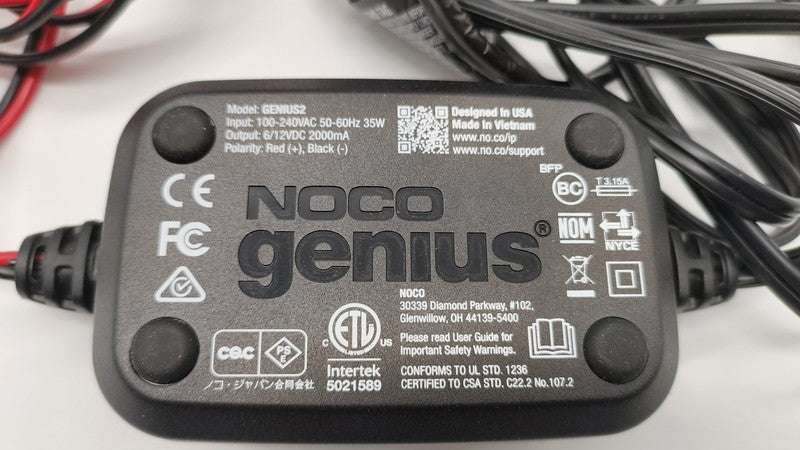 Model: GENIUS2
Input: 100-240VAC 50-60Hz 35W
Output: 6/12VDC 2000mA
Polarity: Red (+), Black (-)
Designed in USA
Made in Vietnam
www.no.co/ip
www.no.co/support
BFP
BC
T 3.15A
CE
FC
NOCO
genius®
NOM
NYCE
NOCO
30339 Diamond Parkway, #102,
Glenwillow, OH 44139-5400
Please read User Guide for
Important Safety Warnings.
CONFORMS TO UL STD. 1236
CERTIFIED TO CSA STD. C22.2 No.107.2
C ETL US
LISTED
Intertek
5021589
CQC
PS
E
ノコ・ジャパン合同会社